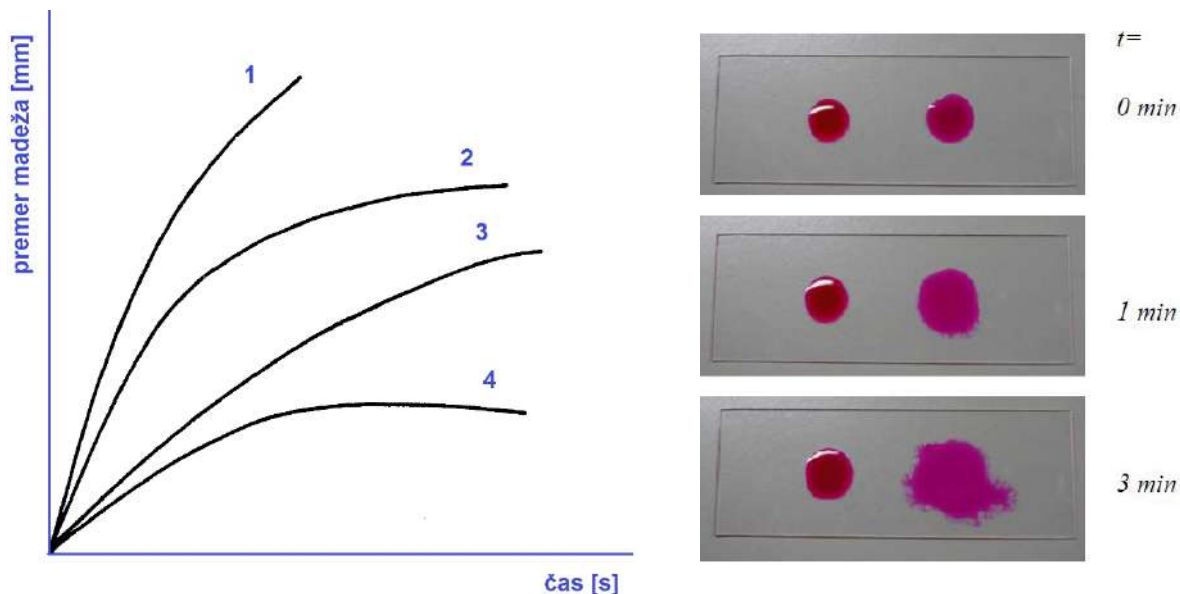 premer madeža [mm]
1
2
3
4
čas [s]
t=
0 min
1 min
3 min